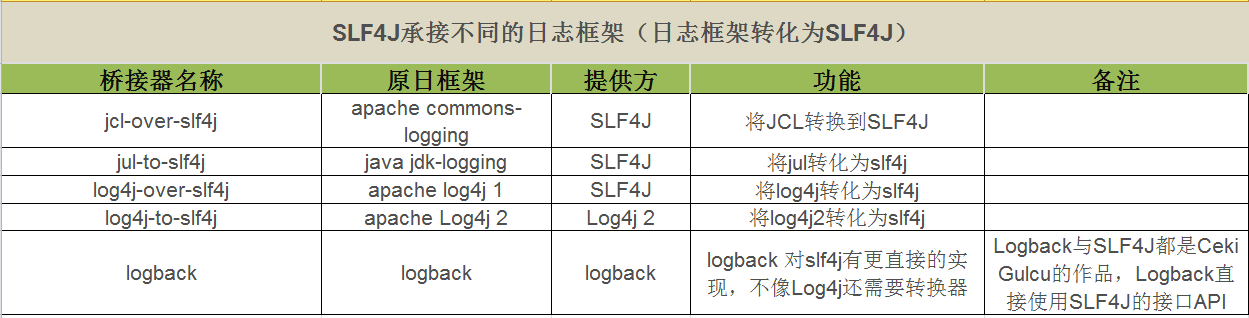 SLF4J承接不同的日志框架（日志框架转化为SLF4J）
桥接器名称 原日框架 提供方 功能 备注
jcl-over-slf4j apache commons-logging SLF4J 将JCL转换到SLF4J
jul-to-slf4j java jdk-logging SLF4J 将jul转化为slf4j
log4j-over-slf4j apache log4j 1 SLF4J 将log4j转化为slf4j
log4j-to-slf4j apache Log4j 2 Log4j 2 将log4j2转化为slf4j
logback logback logback
logback 对slf4j有更直接的实
现，不像Log4j还需要转换器
Logback与SLF4J都是Ceki
Gulcu的作品，Logback直
接使用SLF4J的接口API